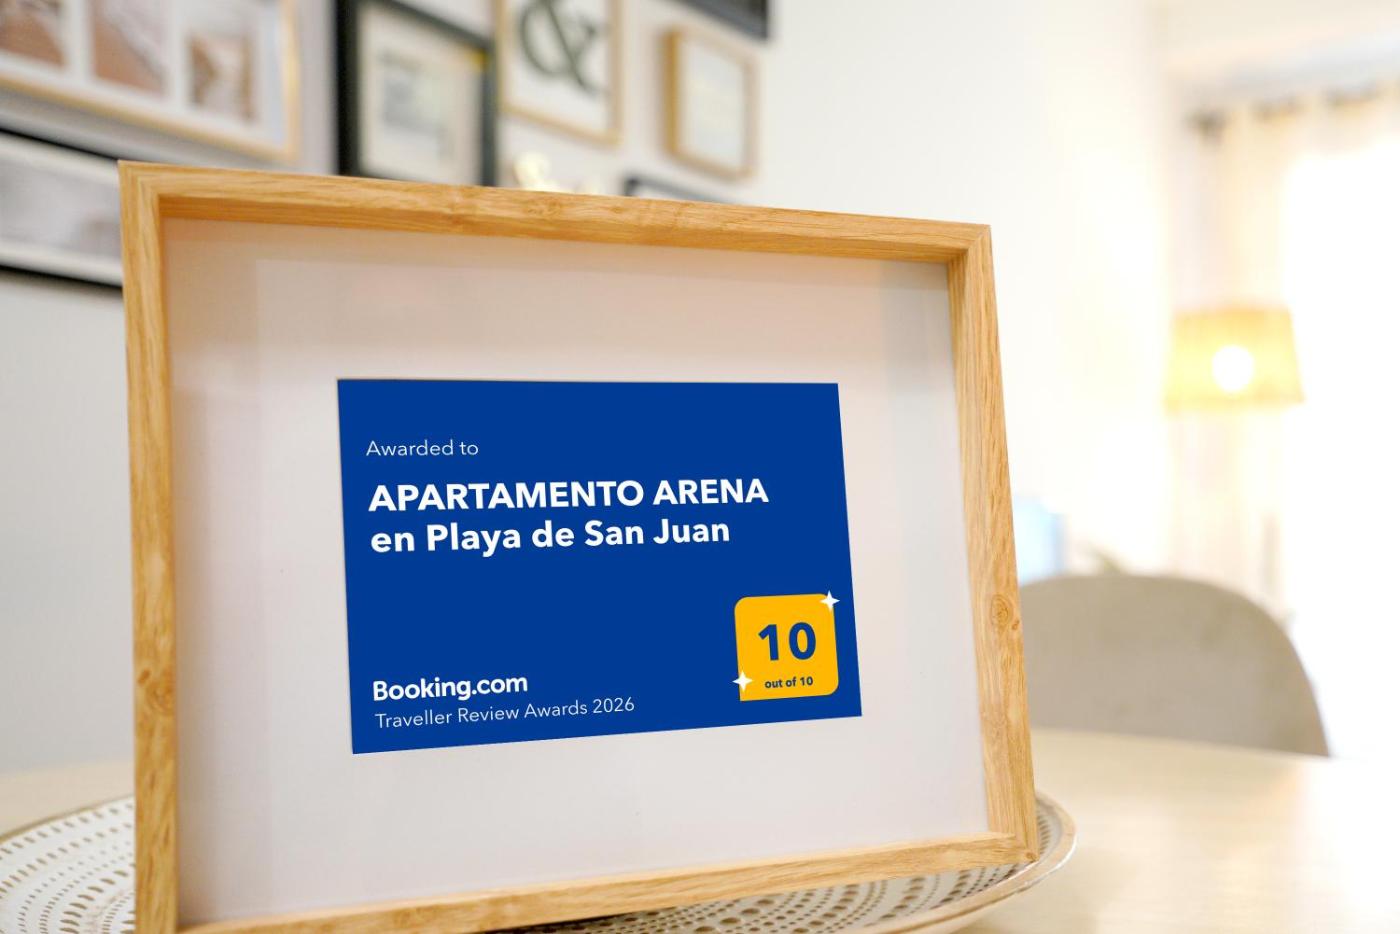 &
Awarded to
APARTAMENTO ARENA
en Playa de San Juan
10
out of 10
Booking.com
Traveller Review Awards 2026